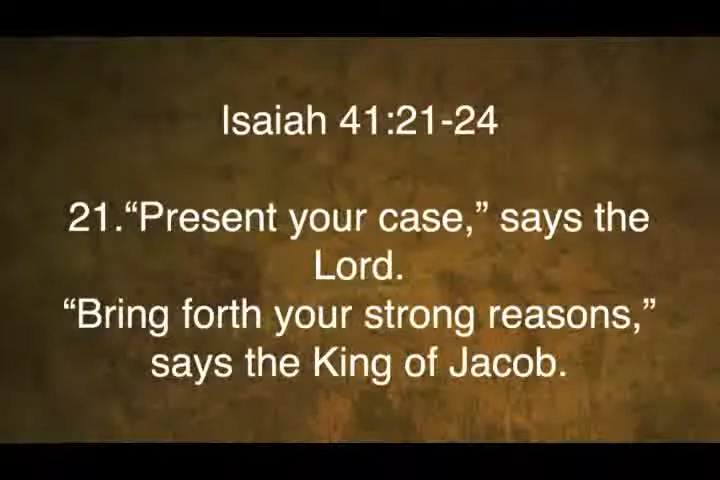 Isaiah 41:21-24
21.“Present your case,” says the
Lord.
“Bring forth your strong reasons,”
says the King of Jacob.